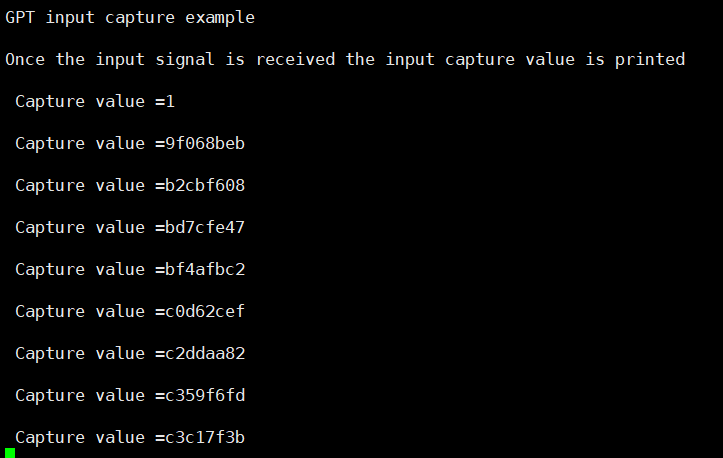 GPT input capture example
Once the input signal is received the input capture value is printed
Capture value =1
Capture value =9f068beb
Capture value =b2cbf608
Capture value =bd7cfe47
Capture value =bf4afbc2
Capture value =c0d62cef
Capture value =c2ddaa82
Capture value =c359f6fd
Capture value =c3c17f3b